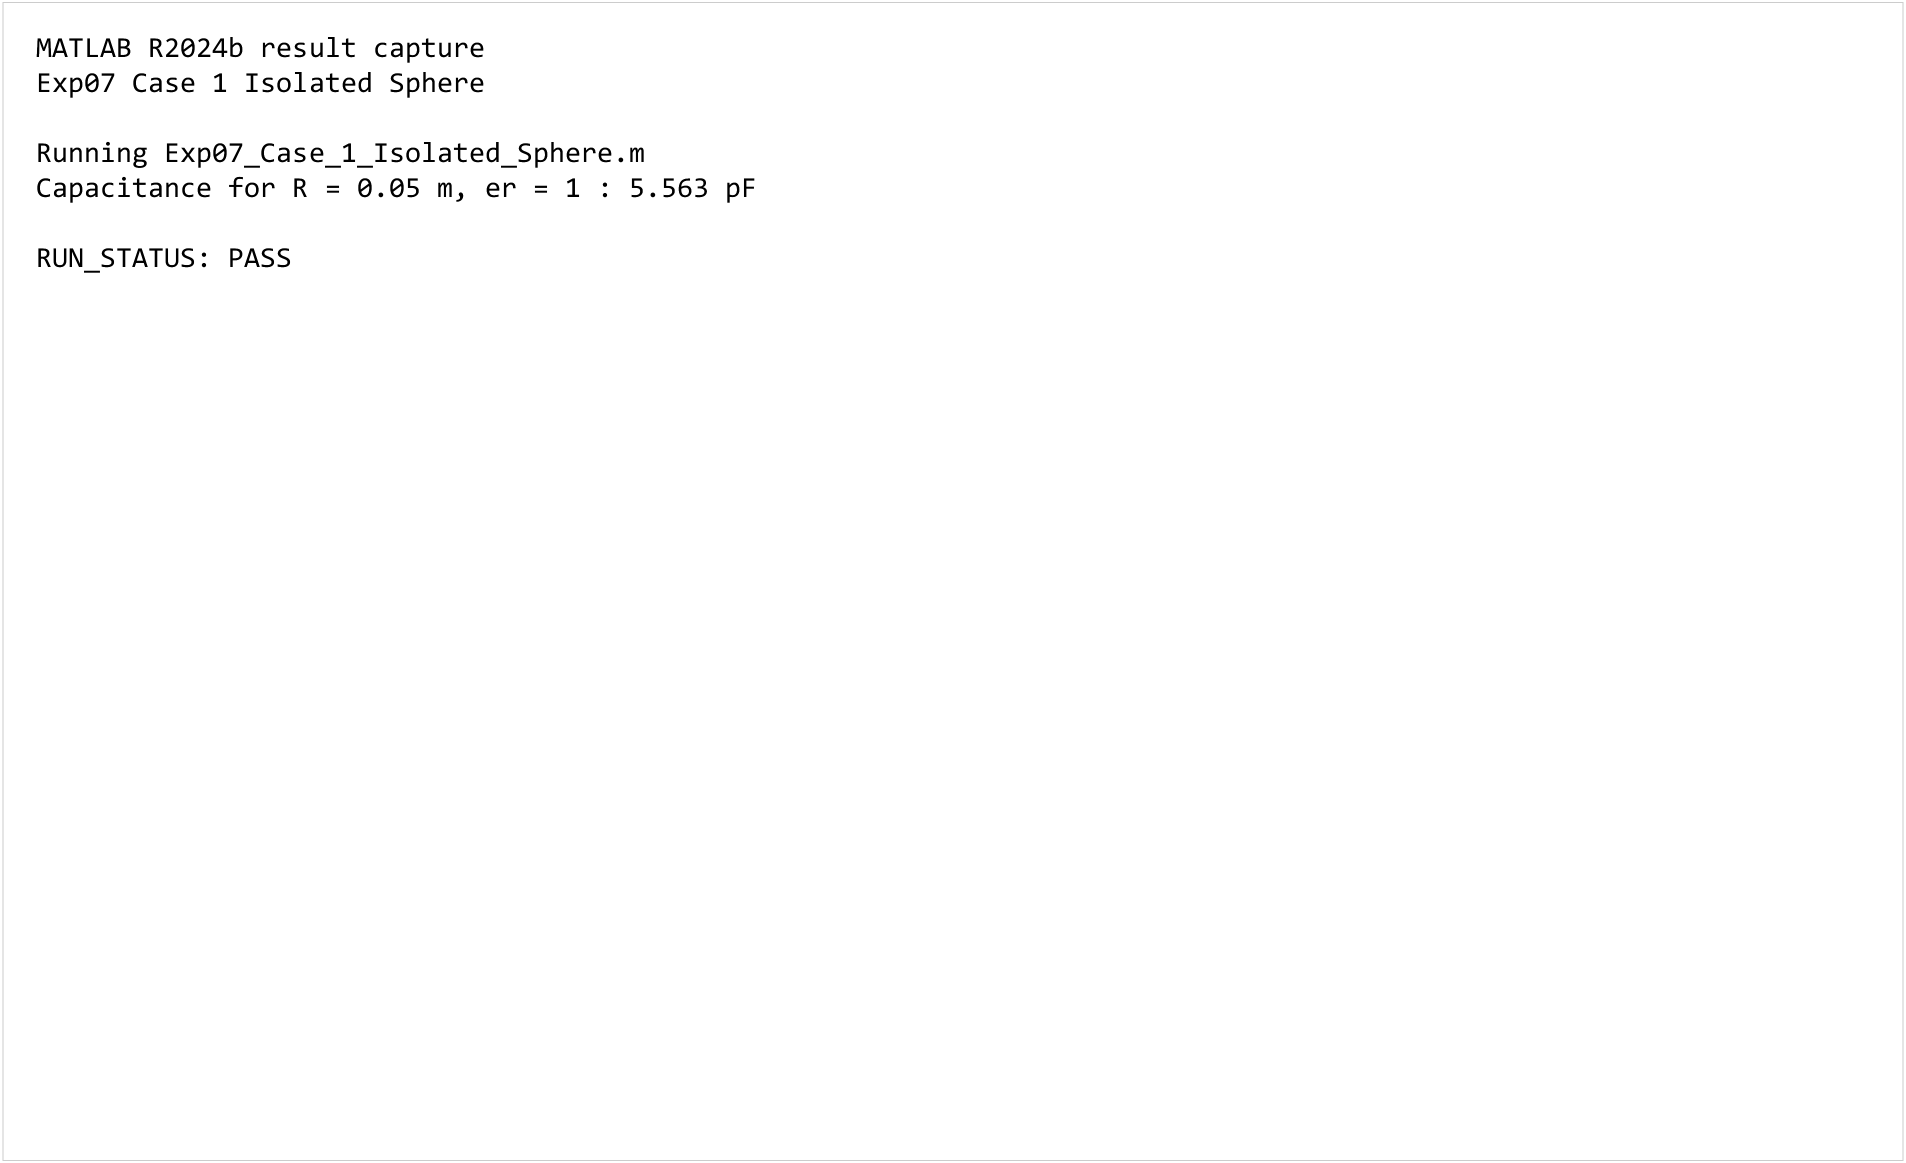 MATLAB R2024b result capture
Exp07 Case 1 Isolated Sphere
Running Exp07_Case_1_Isolated_Sphere.m
Capacitance for R = 0.05 m, er = 1 : 5.563 pF
RUN_STATUS: PASS